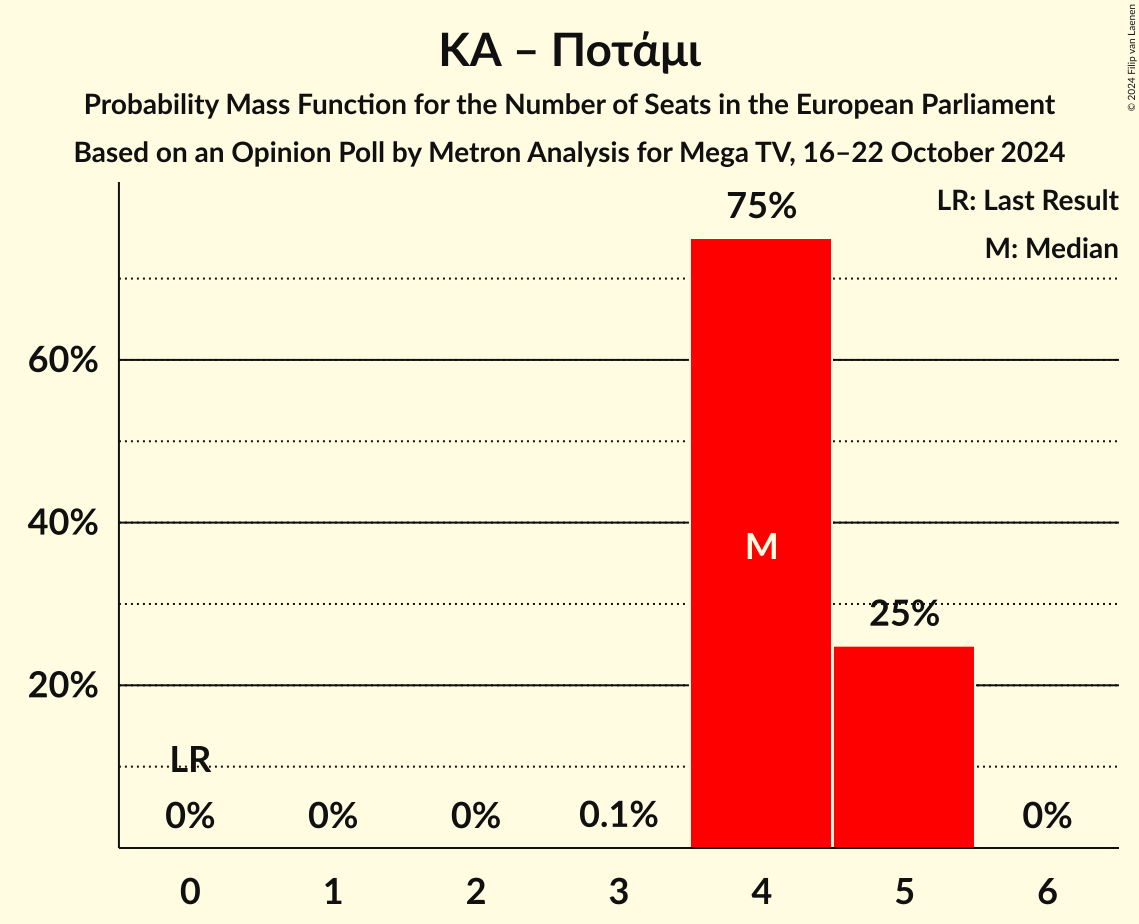 ΚΑ – Ποτάμι
Probability Mass Function for the Number of Seats in the European Parliament
Based on an Opinion Poll by Metron Analysis for Mega TV, 16–22 October 2024
© 2024 Filip van Laenen
LR: Last Result
M: Median
75%
60%
40%
20%
M
25%
LR
0%
0%
0%
0.1%
0%
0
1
2
3
4
5
6